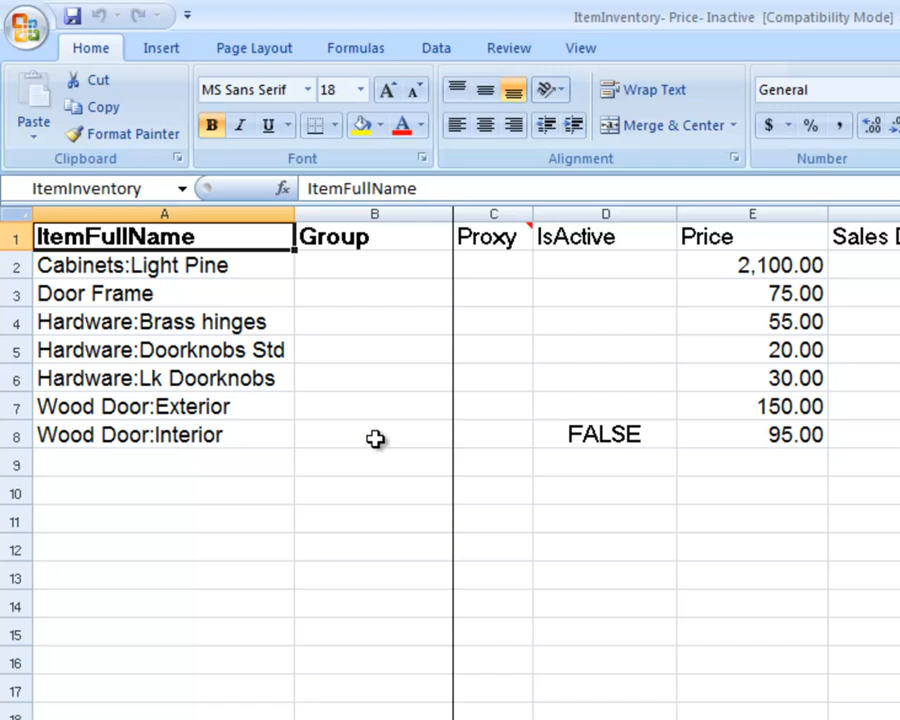 ItemInventory- Price- Inactive [Compatibility Mode]
Home Insert Page Layout Formulas Data Review View
Paste
Cut
Copy
Format Painter
Clipboard
MS Sans Serif 18 A A
B I U A
Font
Wrap Text
Merge & Center
Alignment
General
$ % ,
Number
ItemInventory fx ItemFullName
A B C D E
1 ItemFullName Group Proxy IsActive Price Sales D
2 Cabinets:Light Pine 2,100.00
3 Door Frame 75.00
4 Hardware:Brass hinges 55.00
5 Hardware:Doorknobs Std 20.00
6 Hardware:Lk Doorknobs 30.00
7 Wood Door:Exterior 150.00
8 Wood Door:Interior FALSE 95.00
9
10
11
12
13
14
15
16
17
18